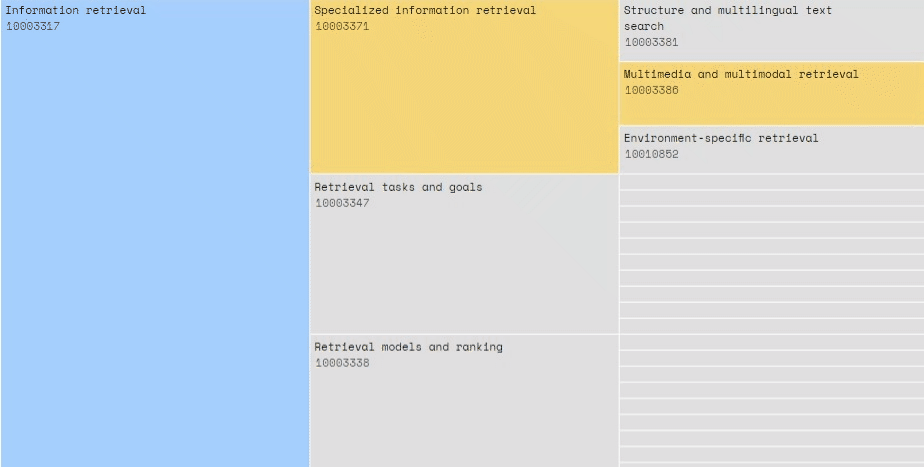 Information retrieval
10003317
Specialized information retrieval
10003371
Retrieval tasks and goals
10003347
Retrieval models and ranking
10003338
Structure and multilingual text
search
10003381
Multimedia and multimodal retrieval
10003386
Environment-specific retrieval
10010852